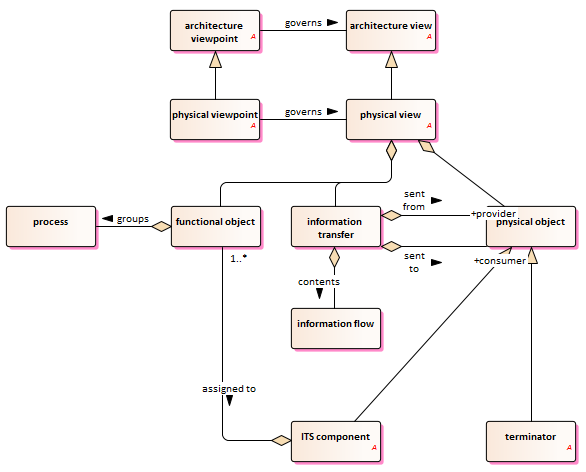 architecture
viewpoint
A
governs
architecture view
A
physical viewpoint
A
governs
physical view
A
process
groups
functional object
information
transfer
sent
from
+provider
physical object
1..*
sent
to
+consumer
contents
information flow
assigned to
ITS component
A
terminator
A